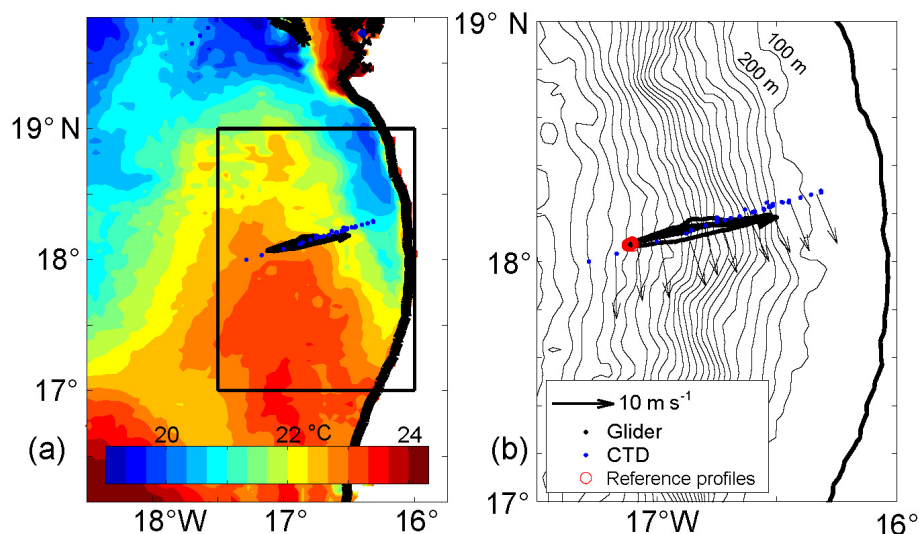 19° N
18°
17°
20
22 °C
24
(a)
18°W
17°
16°
19° N
18°
17°
100 m
200 m
10 m s⁻¹
Glider
CTD
Reference profiles
(b)
17°W
16°